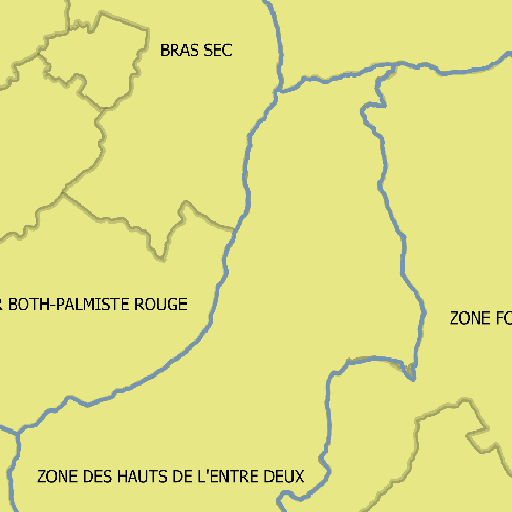 BRAS SEC
R BOTH-PALMISTE ROUGE
ZONE FO
ZONE DES HAUTS DE L'ENTRE DEUX